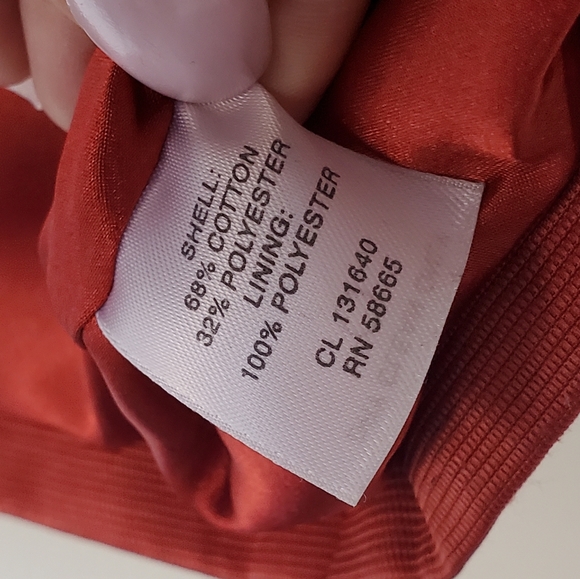 SHELL:
68% COTTON
32% POLYESTER
LINING:
100% POLYESTER
CL 131640
RN 58665